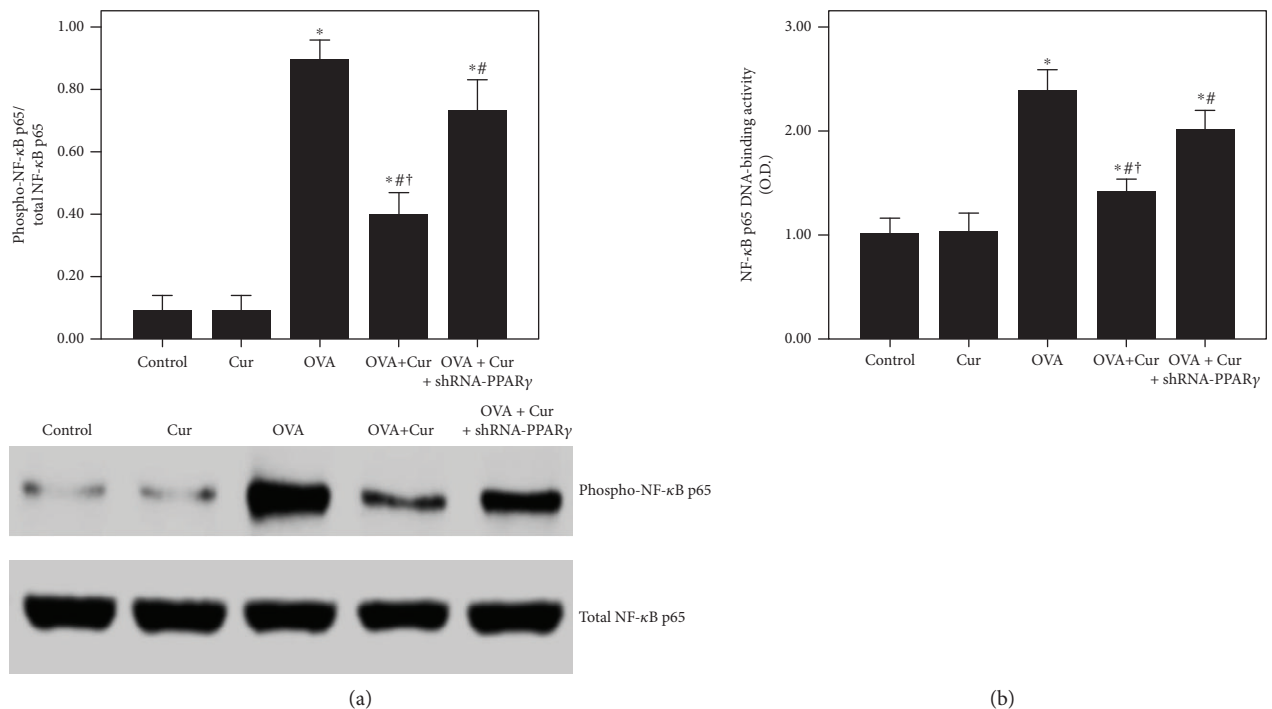 1.00
0.80
0.60
0.40
0.20
0.00
Phospho-NF-κB p65/
total NF-κB p65
*
*#†
*#
Control
Cur
OVA
OVA+Cur
OVA + Cur
+ shRNA-PPARγ
Control
Cur
OVA
OVA+Cur
OVA + Cur
+ shRNA-PPARγ
Phospho-NF-κB p65
Total NF-κB p65
(a)
3.00
2.00
1.00
0.00
NF-κB p65 DNA-binding activity
(O.D.)
*
*#†
*#
Control
Cur
OVA
OVA+Cur
OVA + Cur
+ shRNA-PPARγ
(b)